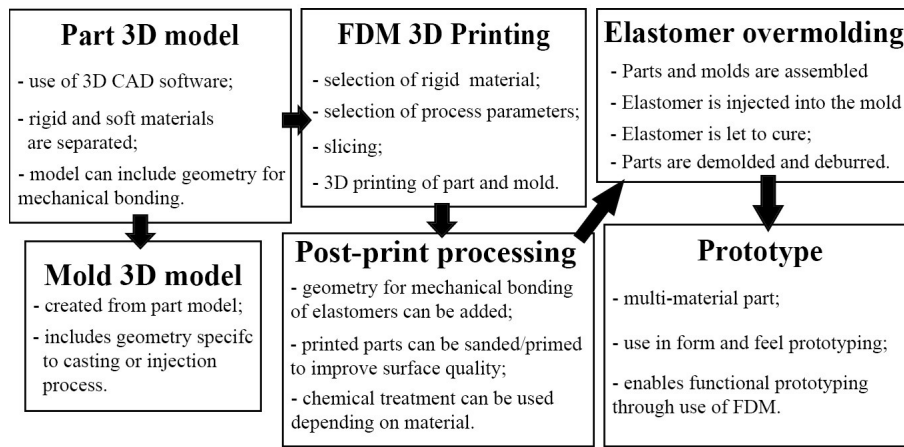 Part 3D model
- use of 3D CAD software;
- rigid and soft materials
are separated;
- model can include geometry for
mechanical bonding.
Mold 3D model
- created from part model;
- includes geometry specifc
to casting or injection
process.
FDM 3D Printing
- selection of rigid material;
- selection of process parameters;
- slicing;
- 3D printing of part and mold.
Post-print processing
- geometry for mechanical bonding
of elastomers can be added;
- printed parts can be sanded/primed
to improve surface quality;
- chemical treatment can be used
depending on material.
Elastomer overmolding
- Parts and molds are assembled
- Elastomer is injected into the mold
- Elastomer is let to cure;
- Parts are demolded and deburred.
Prototype
- multi-material part;
- use in form and feel prototyping;
- enables functional prototyping
through use of FDM.